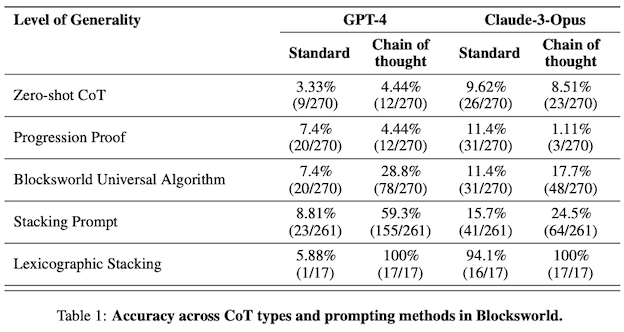 Level of Generality GPT-4 Claude-3-Opus
Standard Chain of thought Standard Chain of thought
Zero-shot CoT 3.33% 4.44% 9.62% 8.51%
(9/270) (12/270) (26/270) (23/270)
Progression Proof 7.4% 4.44% 11.4% 1.11%
(20/270) (12/270) (31/270) (3/270)
Blocksworld Universal Algorithm 7.4% 28.8% 11.4% 17.7%
(20/270) (78/270) (31/270) (48/270)
Stacking Prompt 8.81% 59.3% 15.7% 24.5%
(23/261) (155/261) (41/261) (64/261)
Lexicographic Stacking 5.88% 100% 94.1% 100%
(1/17) (17/17) (16/17) (17/17)
Table 1: Accuracy across CoT types and prompting methods in Blocksworld.